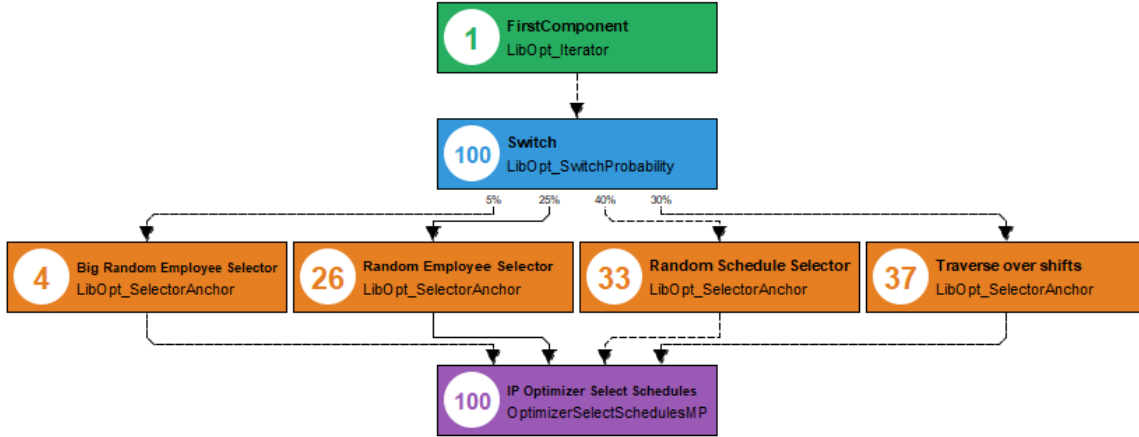 1
FirstComponent
LibOpt_Iterator
100
Switch
LibOpt_SwitchProbability
5%
25%
40%
30%
4
Big Random Employee Selector
LibOpt_SelectorAnchor
26
Random Employee Selector
LibOpt_SelectorAnchor
33
Random Schedule Selector
LibOpt_SelectorAnchor
37
Traverse over shifts
LibOpt_SelectorAnchor
100
IP Optimizer Select Schedules
OptimizerSelectSchedulesMP